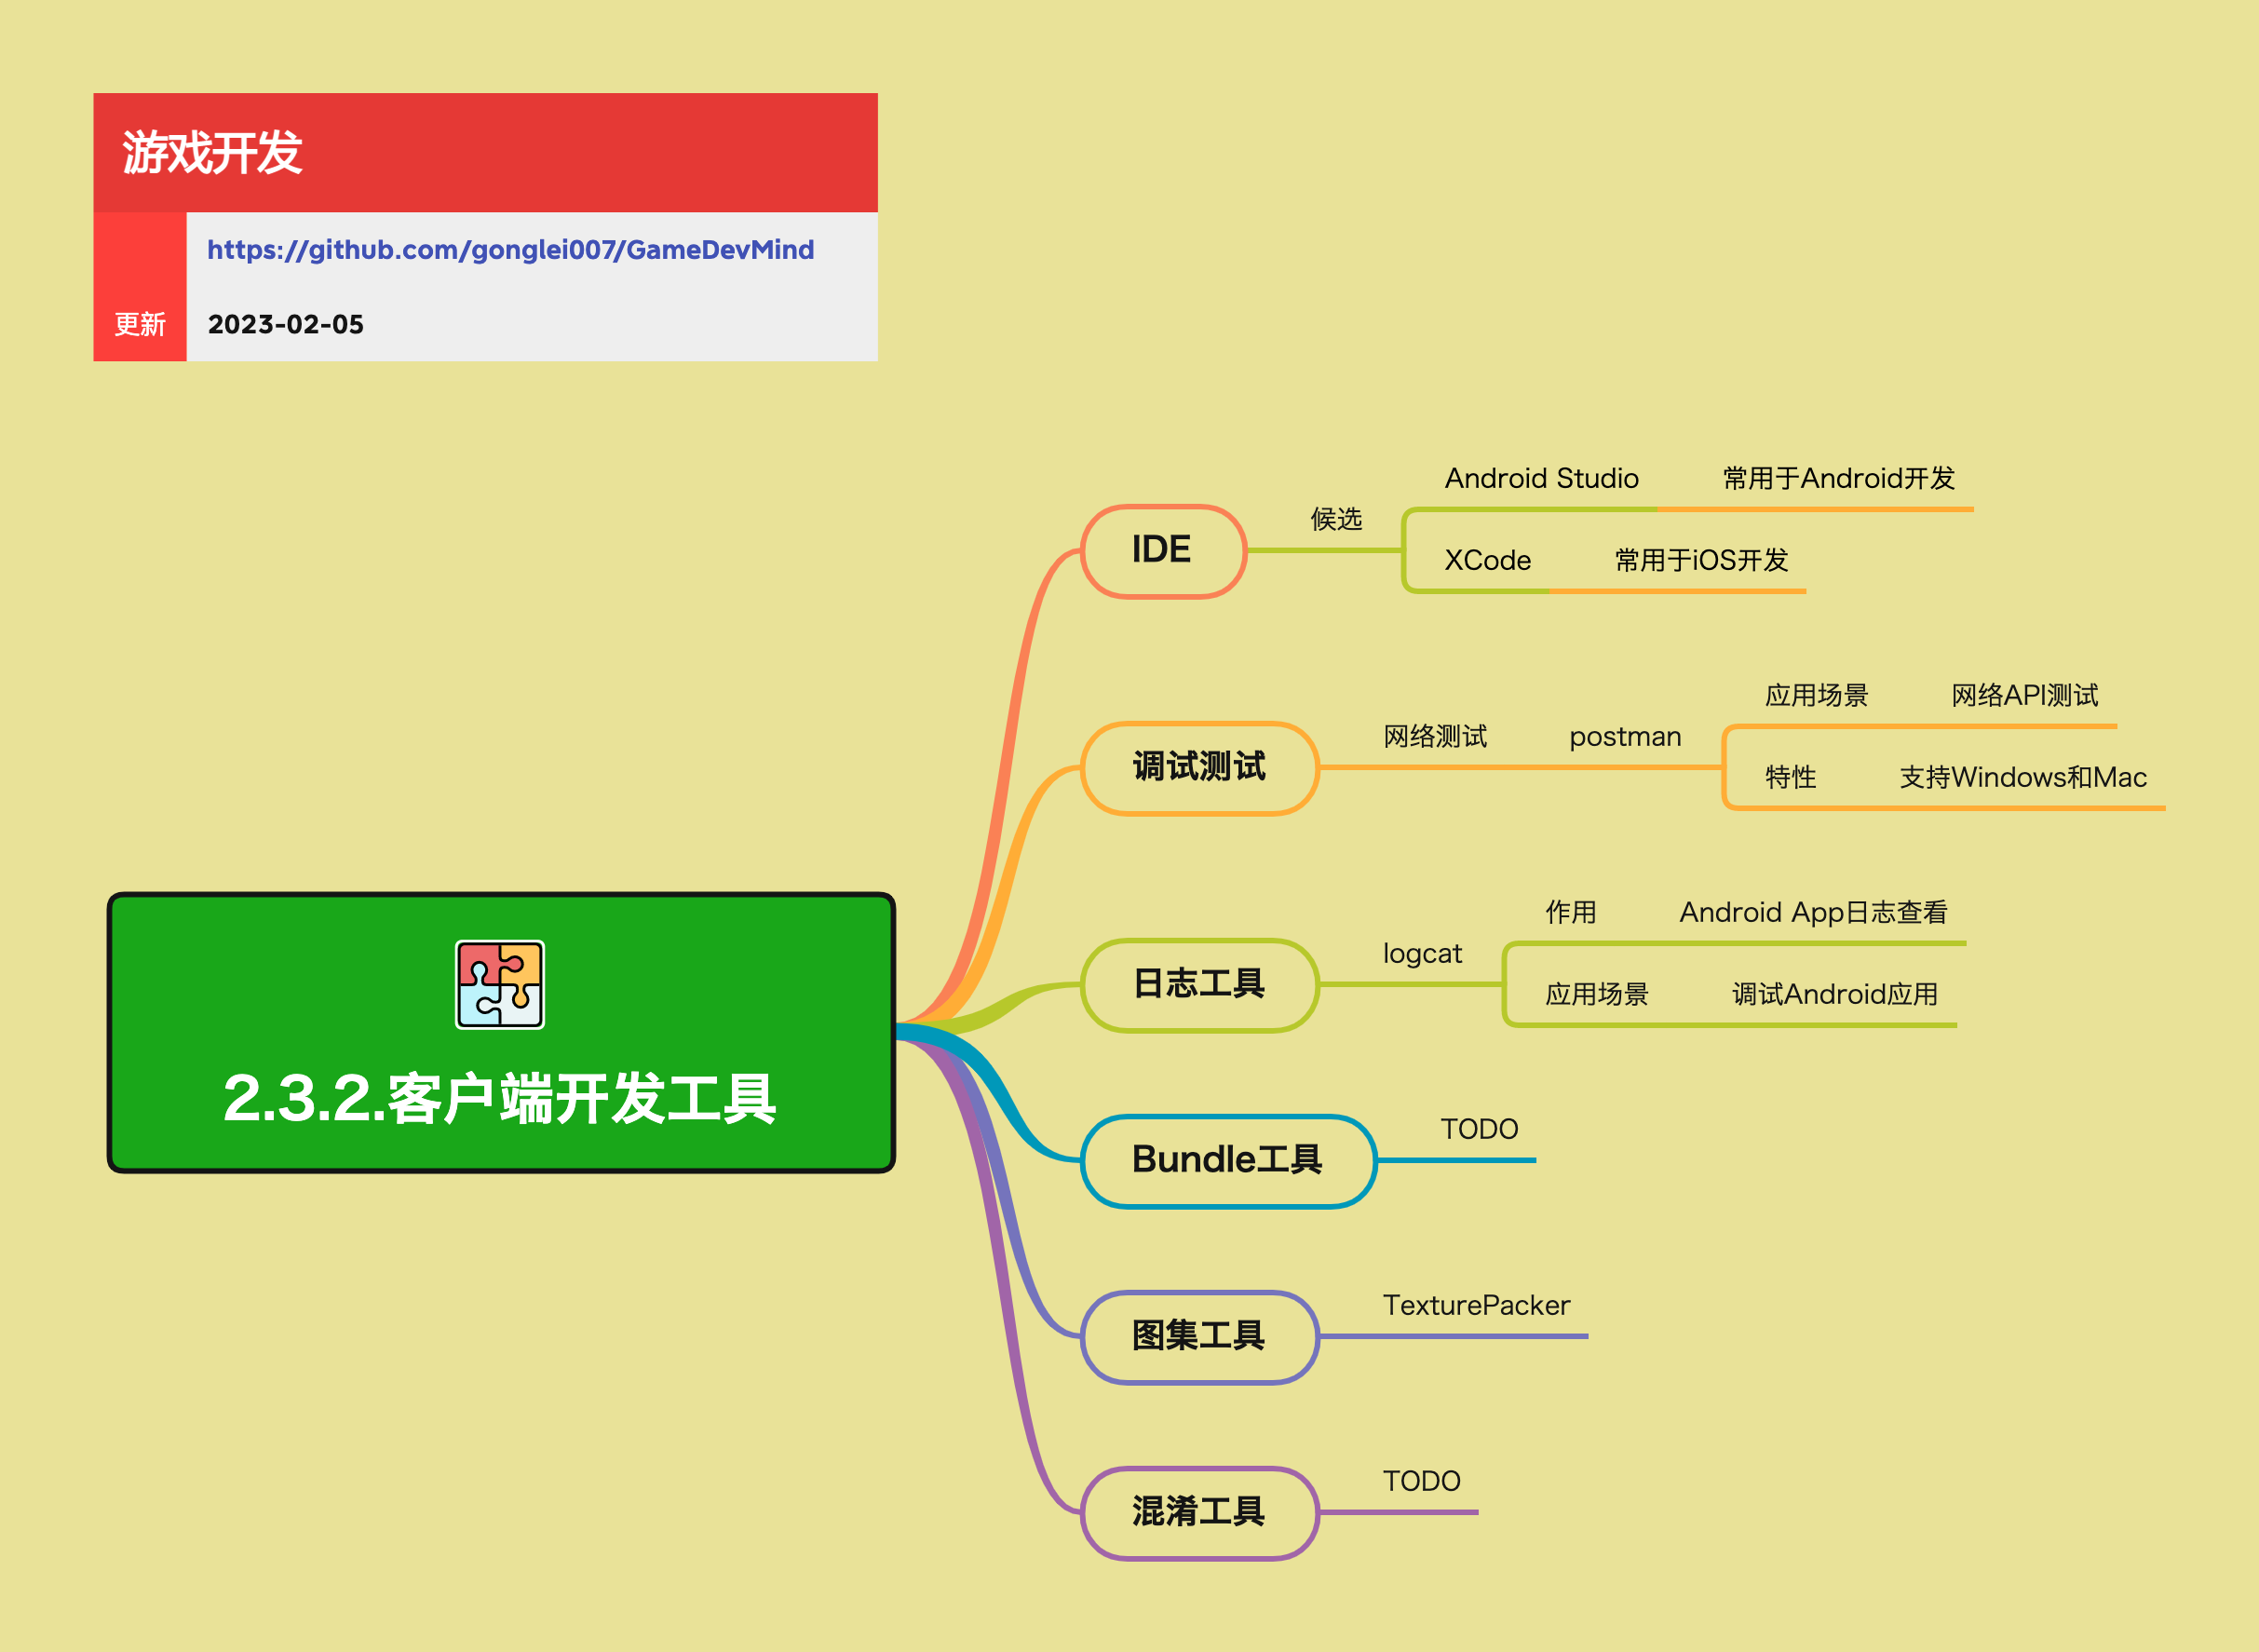 游戏开发
https://github.com/gonglei007/GameDevMind
更新 2023-02-05
2.3.2.客户端开发工具
IDE
候选
Android Studio 常用于Android开发
XCode 常用于iOS开发
调试测试
网络测试 postman
应用场景 网络API测试
特性 支持Windows和Mac
日志工具
logcat
作用 Android App日志查看
应用场景 调试Android应用
Bundle工具
TODO
图集工具
TexturePacker
混淆工具
TODO